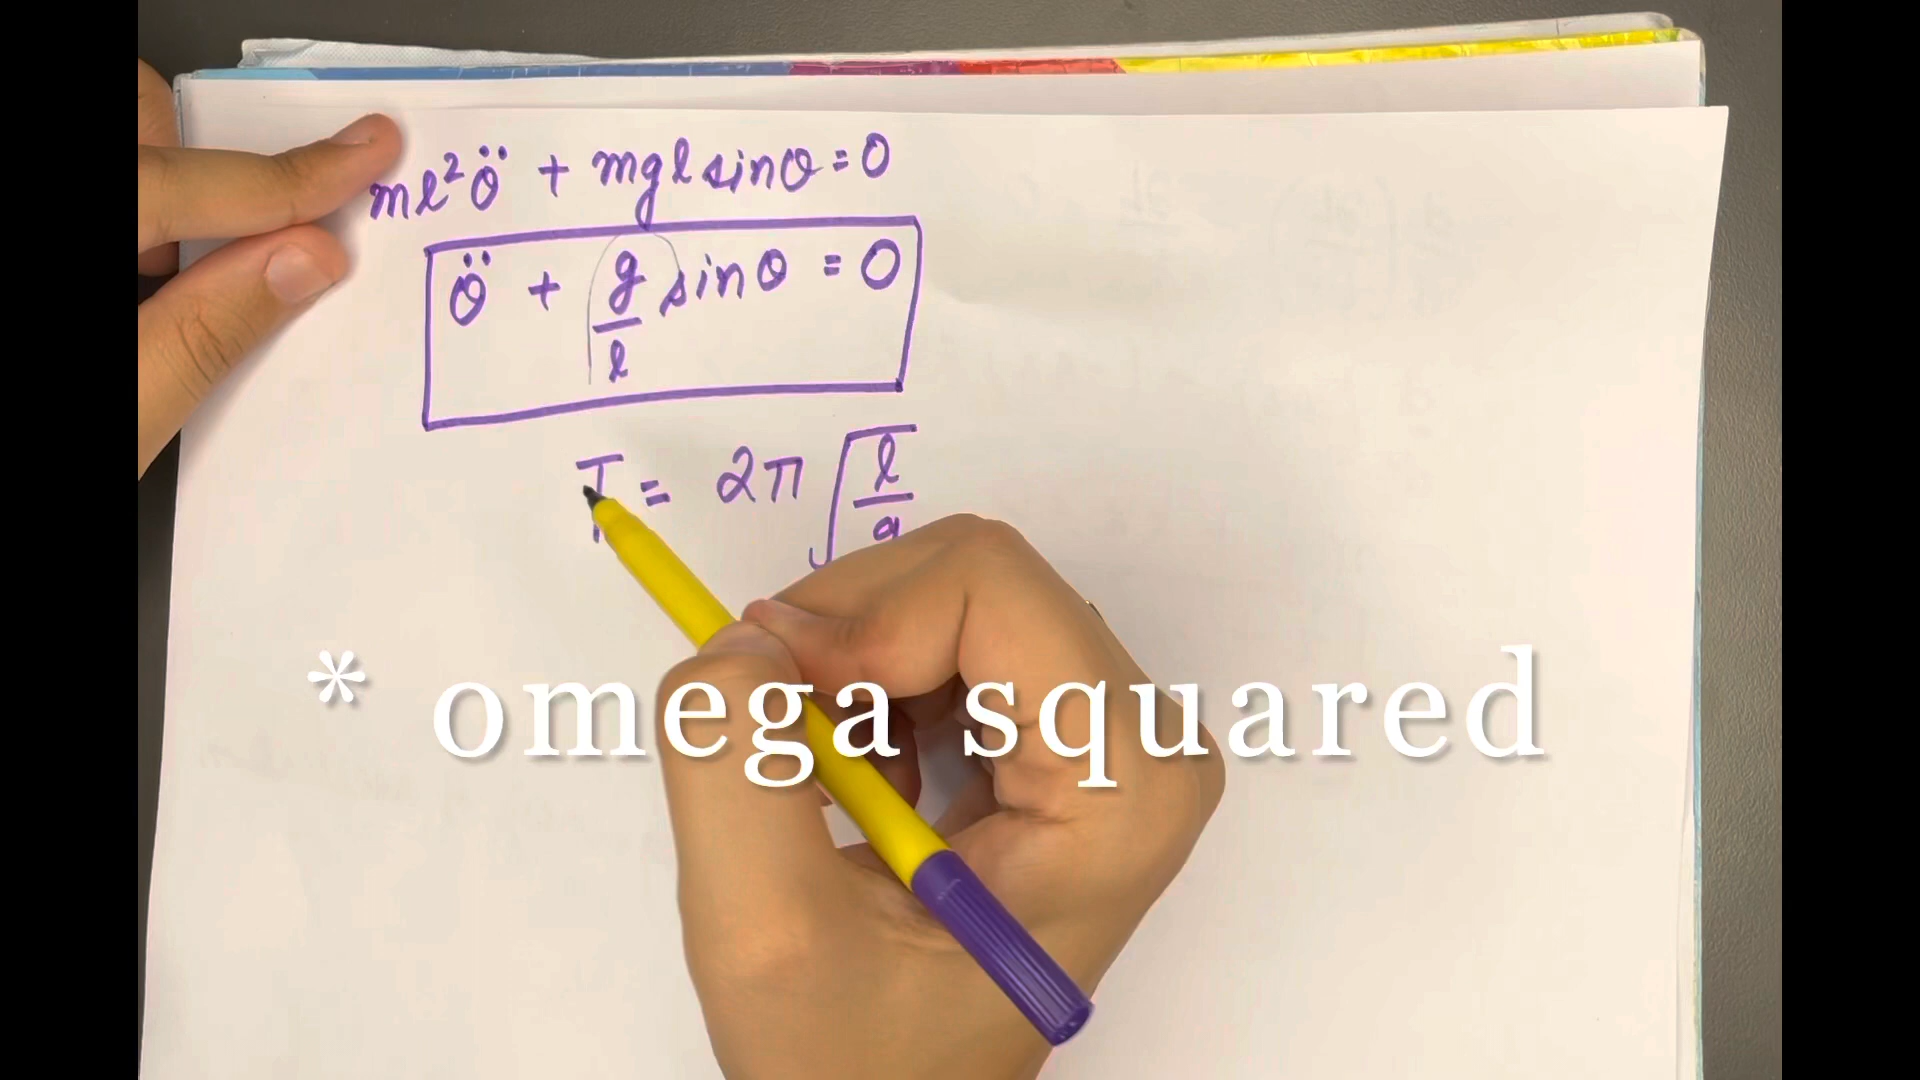 mℓ²θ̈ + mgℓ sinθ = 0
θ̈ + g/ℓ sinθ = 0
T = 2π √(ℓ/g)
* omega squared